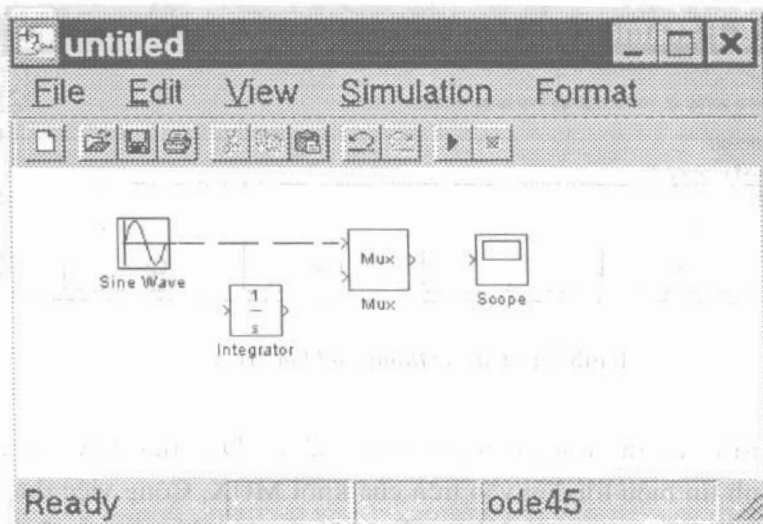 untitled
File Edit View Simulation Format
Sine Wave
1
s
Integrator
Mux
Mux
Scope
Ready ode45